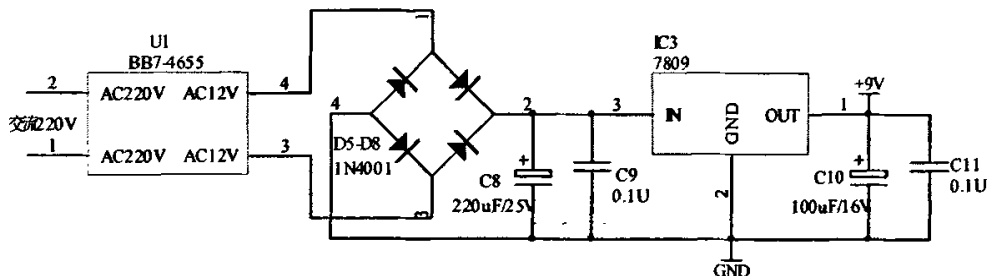 U1
BB7-4655
2
AC220V
AC12V
4
交流220V
1
AC220V
AC12V
3
1
4
2
3
D5-D8
1N4001
+
C8
220uF/25V
C9
0.1U
3
IC3
7809
IN
GND
OUT
2
1
+9V
+
C10
100uF/16V
C11
0.1U
GND